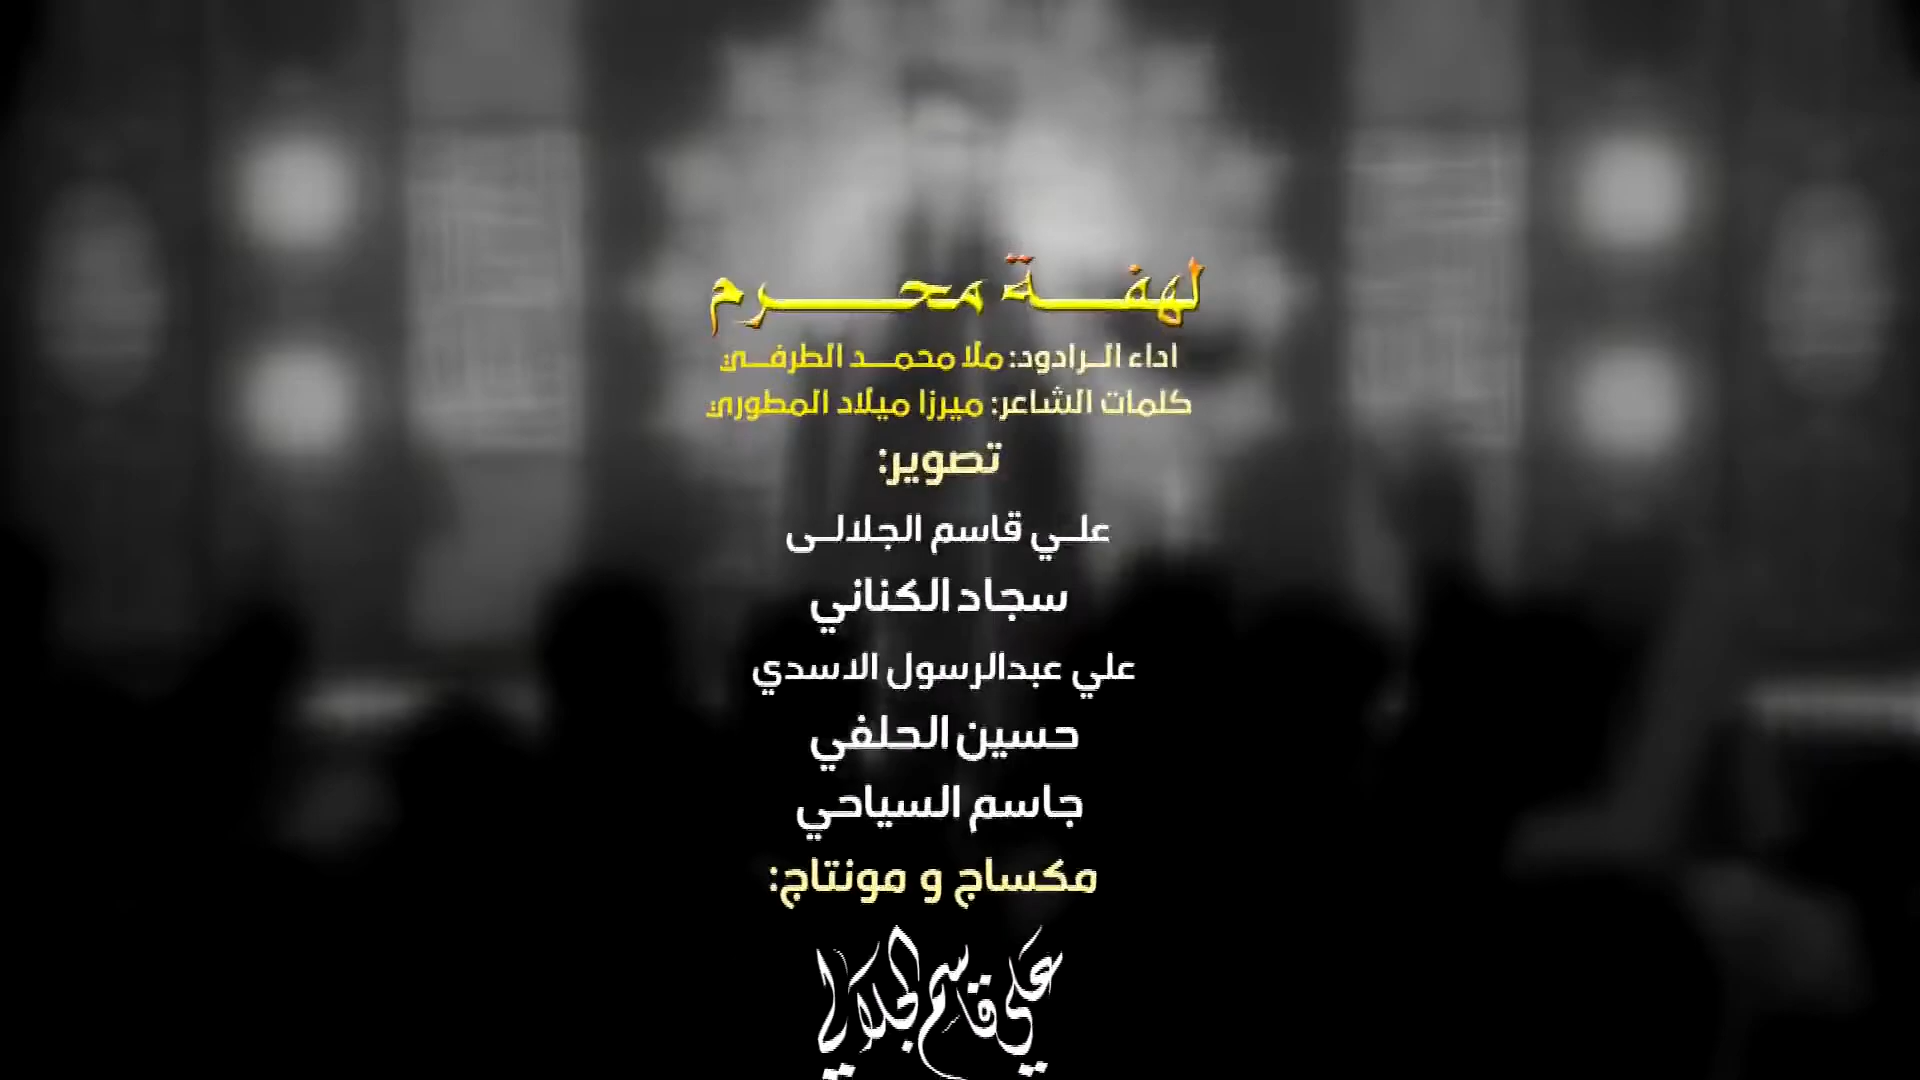 لهفة محرم
اداء الرادود: ملا محمد الطرفي
كلمات الشاعر: ميرزا ميلاد المطوري
تصوير:
علي قاسم الجلالى
سجاد الكناني
علي عبدالرسول الاسدي
حسين الحلفي
جاسم السياحي
مكساج و مونتاج:
علي قاسم الجلالي